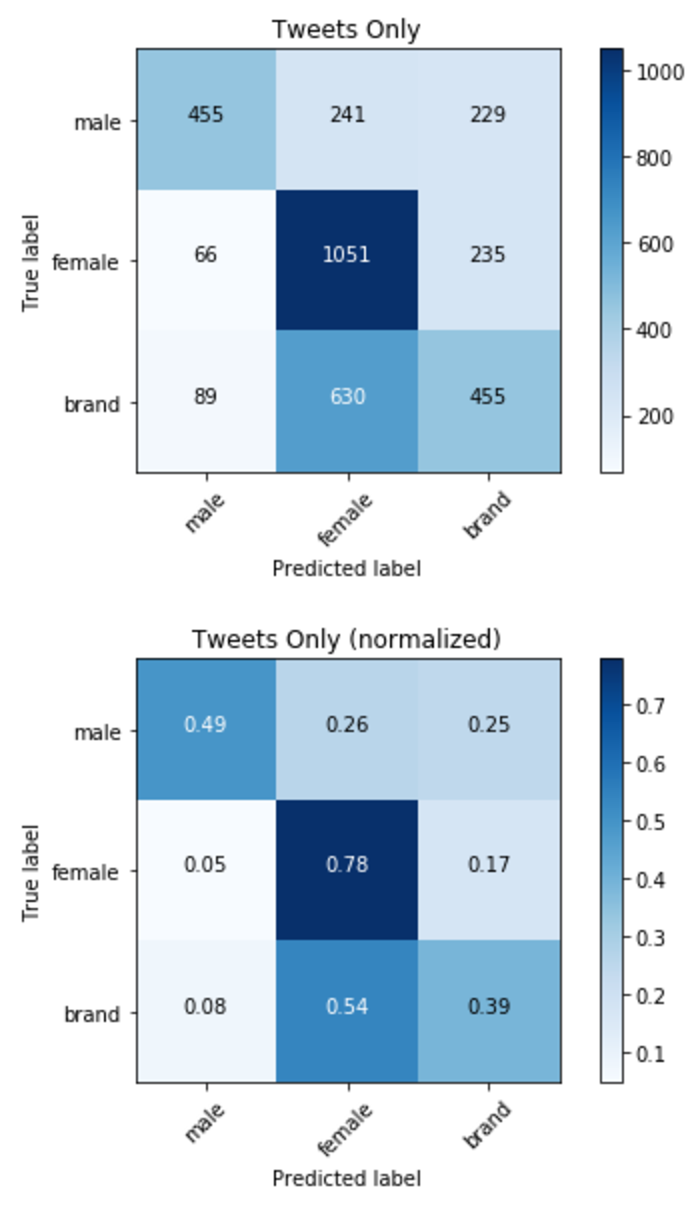 Tweets Only
1000
male 455 241 229
800
600
True label
female 66 1051 235
400
brand 89 630 455
200
male female brand
Predicted label
Tweets Only (normalized)
0.7
male 0.49 0.26 0.25
0.6
0.5
True label
female 0.05 0.78 0.17
0.4
0.3
0.2
brand 0.08 0.54 0.39
0.1
male female brand
Predicted label